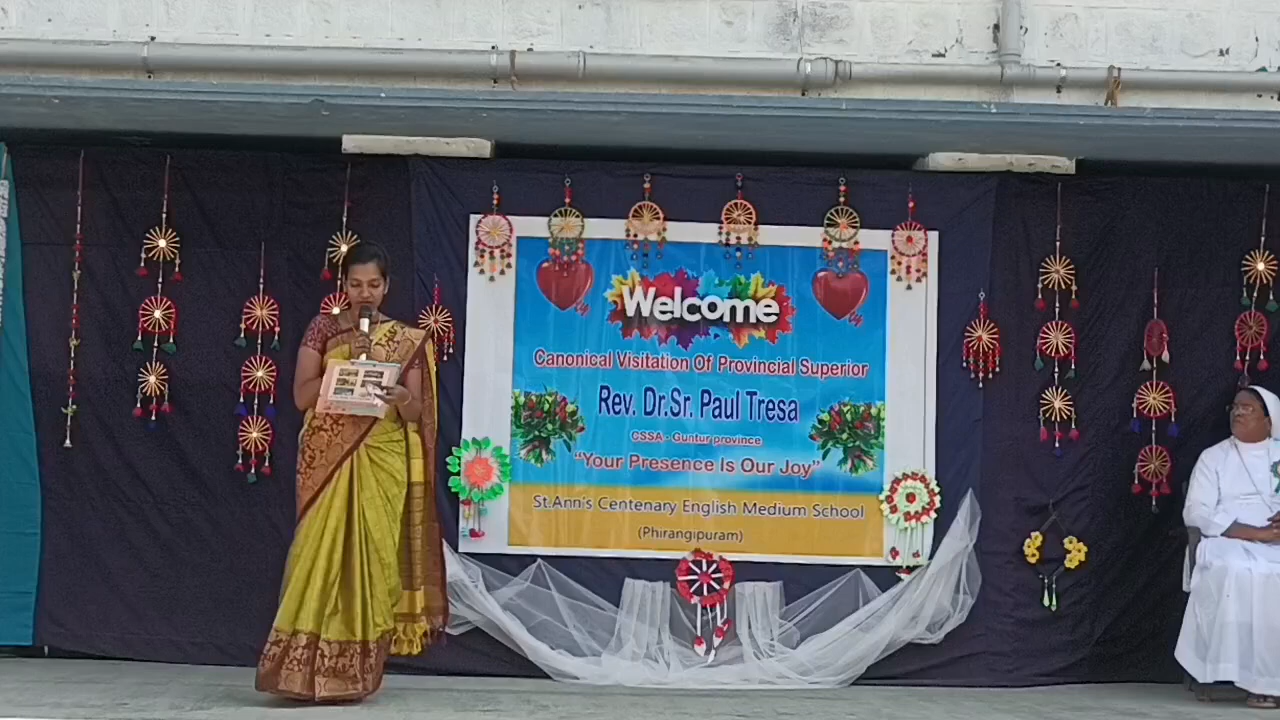 Welcome
Canonical Visitation Of Provincial Superior
Rev. Dr.Sr. Paul Tresa
CSSA - Guntur province
"Your Presence Is Our Joy"
St.Ann's Centenary English Medium School
(Phirangipuram)